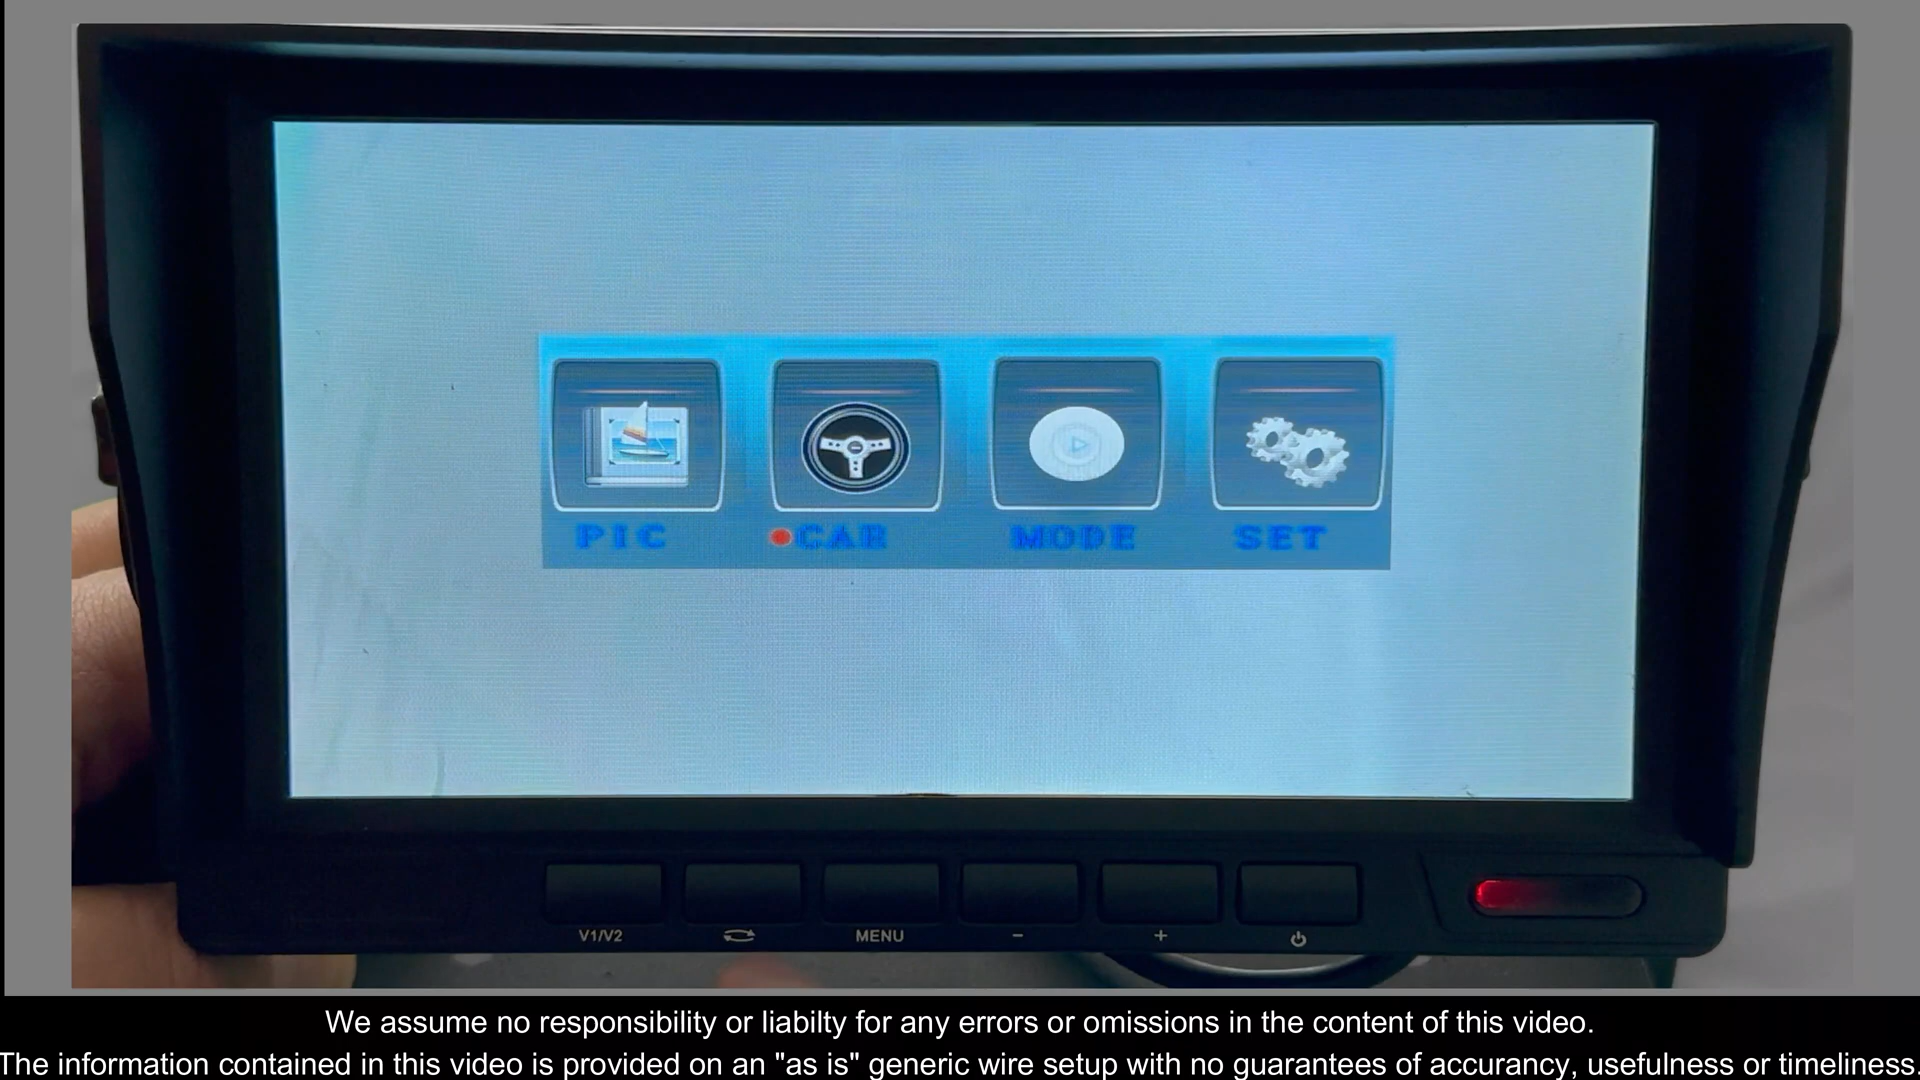 PIC CAR MODE SET
V1/V2 MENU - +
We assume no responsibility or liabilty for any errors or omissions in the content of this video.
The information contained in this video is provided on an "as is" generic wire setup with no guarantees of accurancy, usefulness or timeliness.